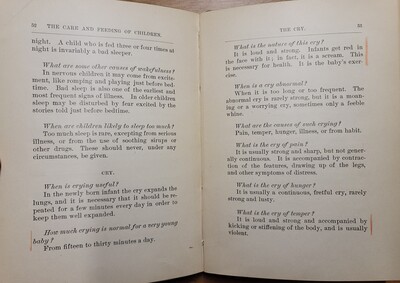 32 THE CARE AND FEEDING OF CHILDREN.
night. A child who is fed three or four times at
night is invariably a bad sleeper.
What are some other causes of wakefulness?
In nervous children it may come from excite-
ment, like romping and playing just before bed-
time. Bad sleep is also one of the earliest and
most frequent signs of illness. In older children
sleep may be disturbed by fear excited by the
stories told just before bedtime.
When are children likely to sleep too much?
Too much sleep is rare, excepting from serious
illness, or from the use of soothing sirups or
other drugs. These should never, under any
circumstances, be given.
CRY.
When is crying useful?
In the newly born infant the cry expands the
lungs, and it is necessary that it should be re-
peated for a few minutes every day in order to
keep them well expanded.
How much crying is normal for a very young
baby?
From fifteen to thirty minutes a day.
THE CRY. 33
What is the nature of this cry?
It is loud and strong. Infants get red in
the face with it; in fact, it is a scream. This
is necessary for health. It is the baby's exer-
cise.
When is a cry abnormal?
When it is too long or too frequent. The
abnormal cry is rarely strong, but it is a moan-
ing or a worrying cry, sometimes only a feeble
whine.
What are the causes of such crying?
Pain, temper, hunger, illness, or from habit.
What is the cry of pain?
It is usually strong and sharp, but not gener-
ally continuous. It is accompanied by contrac-
tion of the features, drawing up of the legs,
and other symptoms of distress.
What is the cry of hunger?
It is usually a continuous, fretful cry, rarely
strong and lusty.
What is the cry of temper?
It is loud and strong and accompanied by
kicking or stiffening of the body, and is usually
violent.